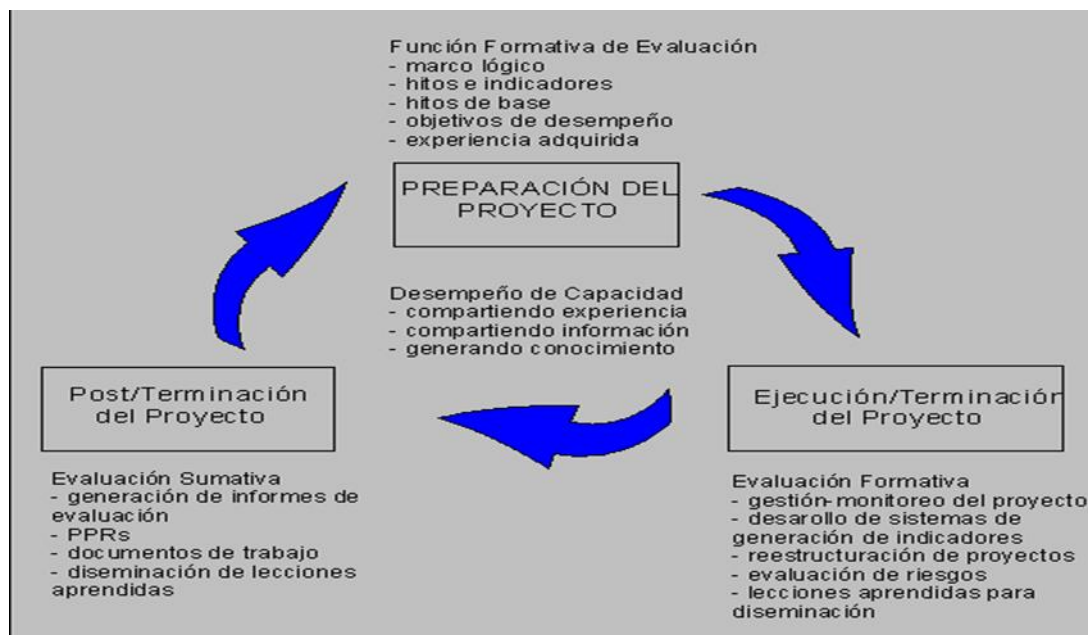 Función Formativa de Evaluación
- marco lógico
- hitos e indicadores
- hitos de base
- objetivos de desempeño
- experiencia adquirida
PREPARACIÓN DEL
PROYECTO
Desempeño de Capacidad
- compartiendo experiencia
- compartiendo información
- generando conocimiento
Post/Terminación
del Proyecto
Evaluación Sumativa
- generación de informes de
evaluación
- PPRs
- documentos de trabajo
- diseminación de lecciones
aprendidas
Ejecución/Terminación
del Proyecto
Evaluación Formativa
- gestión-monitoreo del proyecto
- desarollo de sistemas de
generación de indicadores
- reestructuración de proyectos
- evaluación de riesgos
- lecciones aprendidas para
diseminación